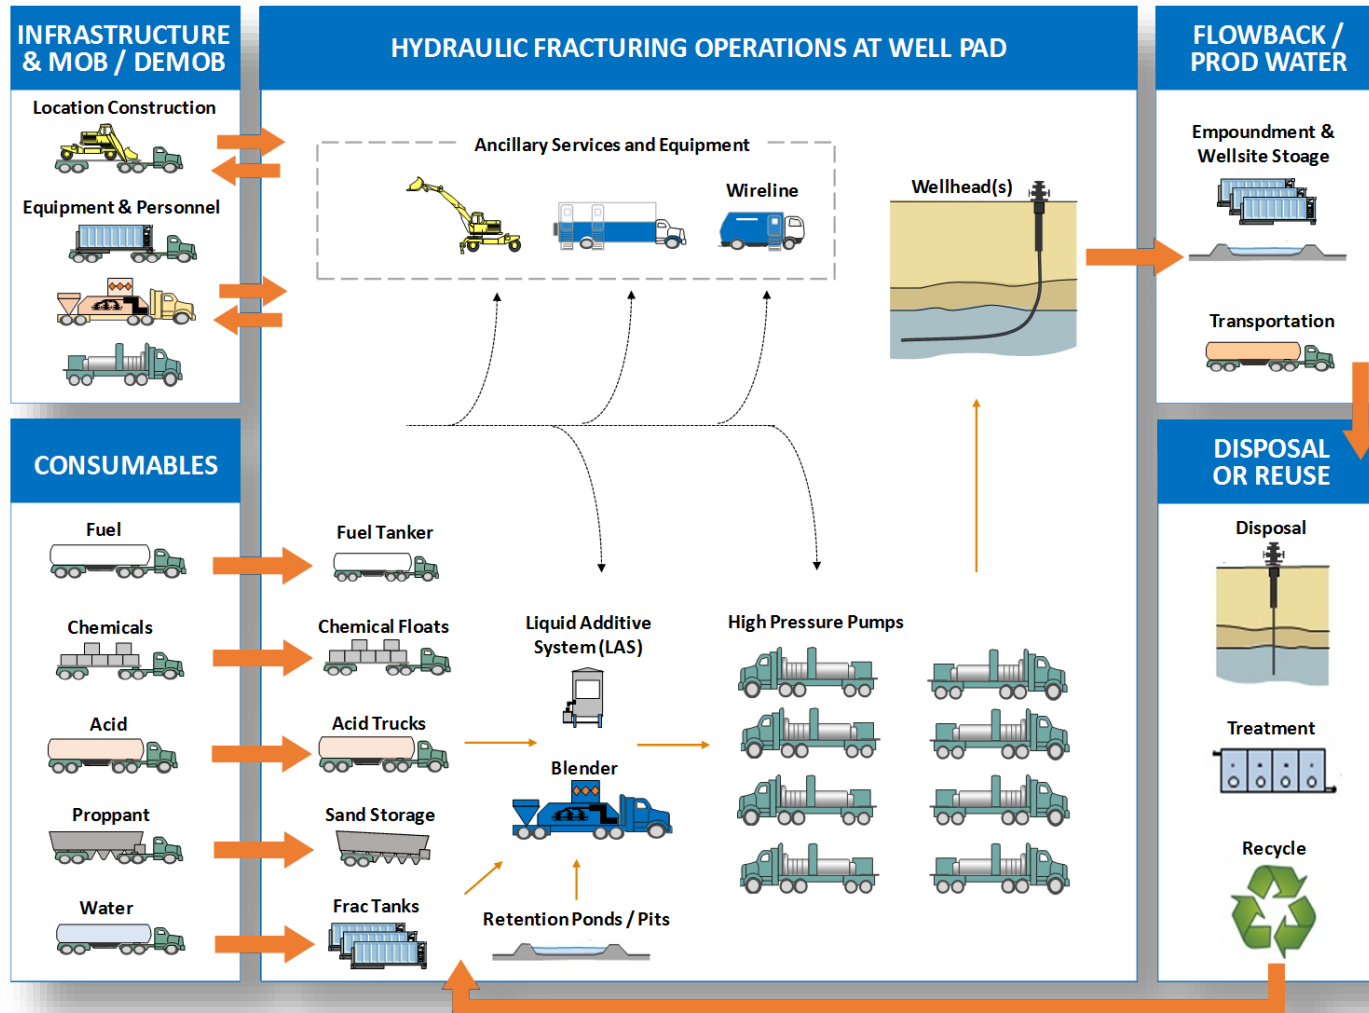 INFRASTRUCTURE
& MOB / DEMOB
Location Construction
Equipment & Personnel
CONSUMABLES
Fuel
Chemicals
Acid
Proppant
Water
HYDRAULIC FRACTURING OPERATIONS AT WELL PAD
Ancillary Services and Equipment
Wireline
Wellhead(s)
Fuel Tanker
Chemical Floats
Acid Trucks
Sand Storage
Frac Tanks
Liquid Additive
System (LAS)
Blender
Retention Ponds / Pits
High Pressure Pumps
FLOWBACK /
PROD WATER
Empoundment &
Wellsite Stoage
Transportation
DISPOSAL
OR REUSE
Disposal
Treatment
Recycle